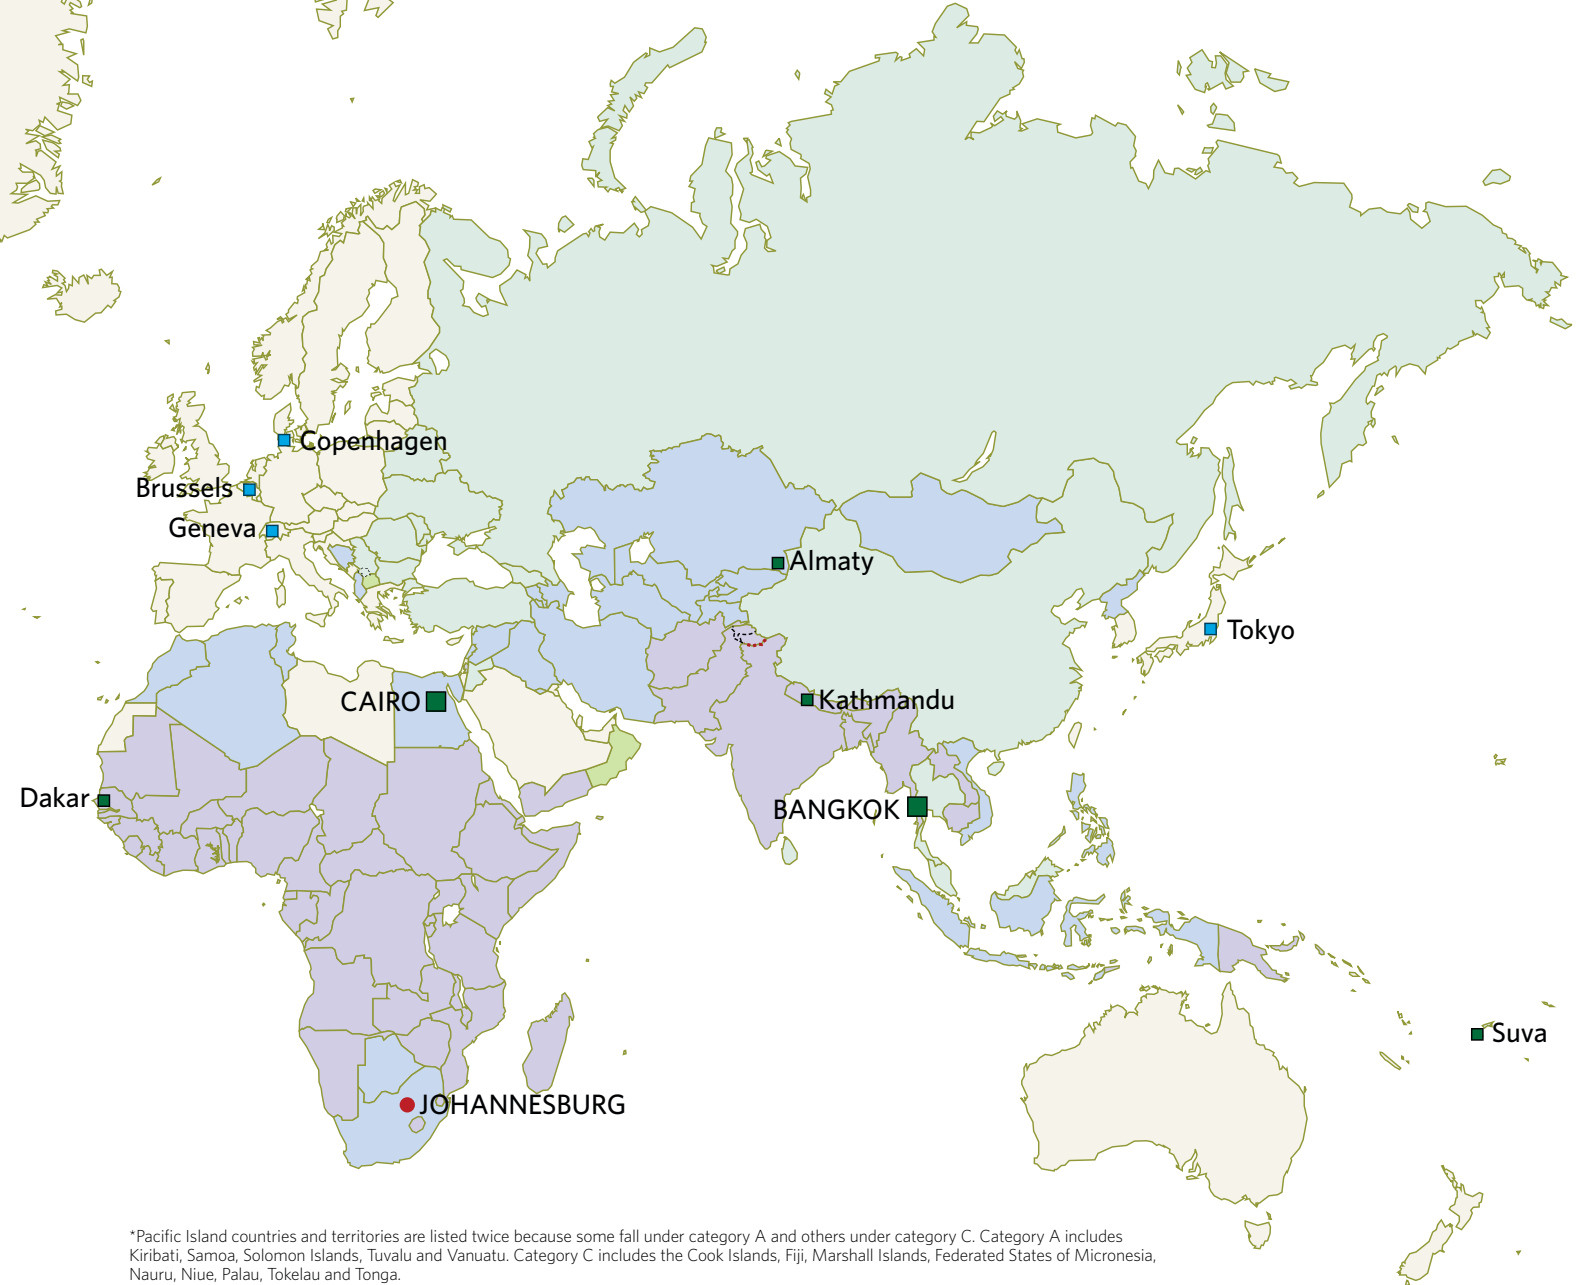 Copenhagen
Brussels
Geneva
Almaty
Tokyo
CAIRO
Kathmandu
Dakar
BANGKOK
Suva
JOHANNESBURG
*Pacific Island countries and territories are listed twice because some fall under category A and others under category C. Category A includes
Kiribati, Samoa, Solomon Islands, Tuvalu and Vanuatu. Category C includes the Cook Islands, Fiji, Marshall Islands, Federated States of Micronesia,
Nauru, Niue, Palau, Tokelau and Tonga.